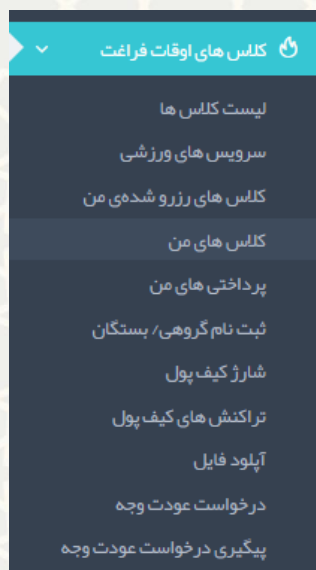 کلاس های اوقات فراغت
لیست کلاس ها
سرویس های ورزشی
کلاس های رزرو شده‌ی من
کلاس های من
پرداختی های من
ثبت نام گروهی/ بستگان
شارژ کیف پول
تراکنش های کیف پول
آپلود فایل
درخواست عودت وجه
پیگیری درخواست عودت وجه